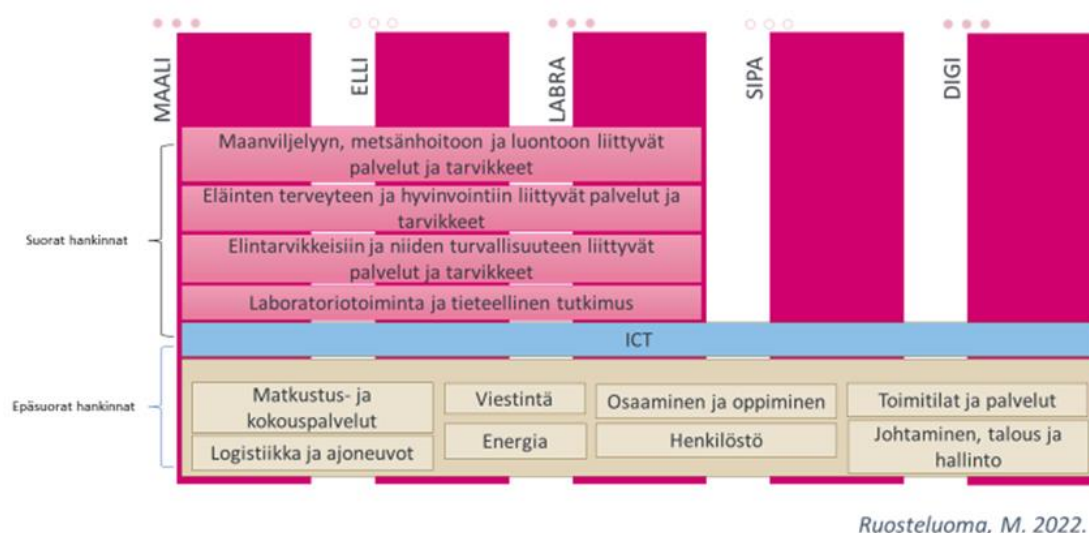 MAALI
ELLI
LABRA
SIPA
DIGI
Maanviljelyyn, metsänhoitoon ja luontoon liittyvät
palvelut ja tarvikkeet
Eläinten terveyteen ja hyvinvointiin liittyvät palvelut ja
tarvikkeet
Suorat hankinnat
Elintarvikkeisiin ja niiden turvallisuuteen liittyvät
palvelut ja tarvikkeet
Laboratoriotoiminta ja tieteellinen tutkimus
ICT
Epäsuorat hankinnat
Matkustus- ja
kokouspalvelut
Viestintä
Osaaminen ja oppiminen
Toimitilat ja palvelut
Logistiikka ja ajoneuvot
Energia
Henkilöstö
Johtaminen, talous ja
hallinto
Ruosteluoma, M. 2022.